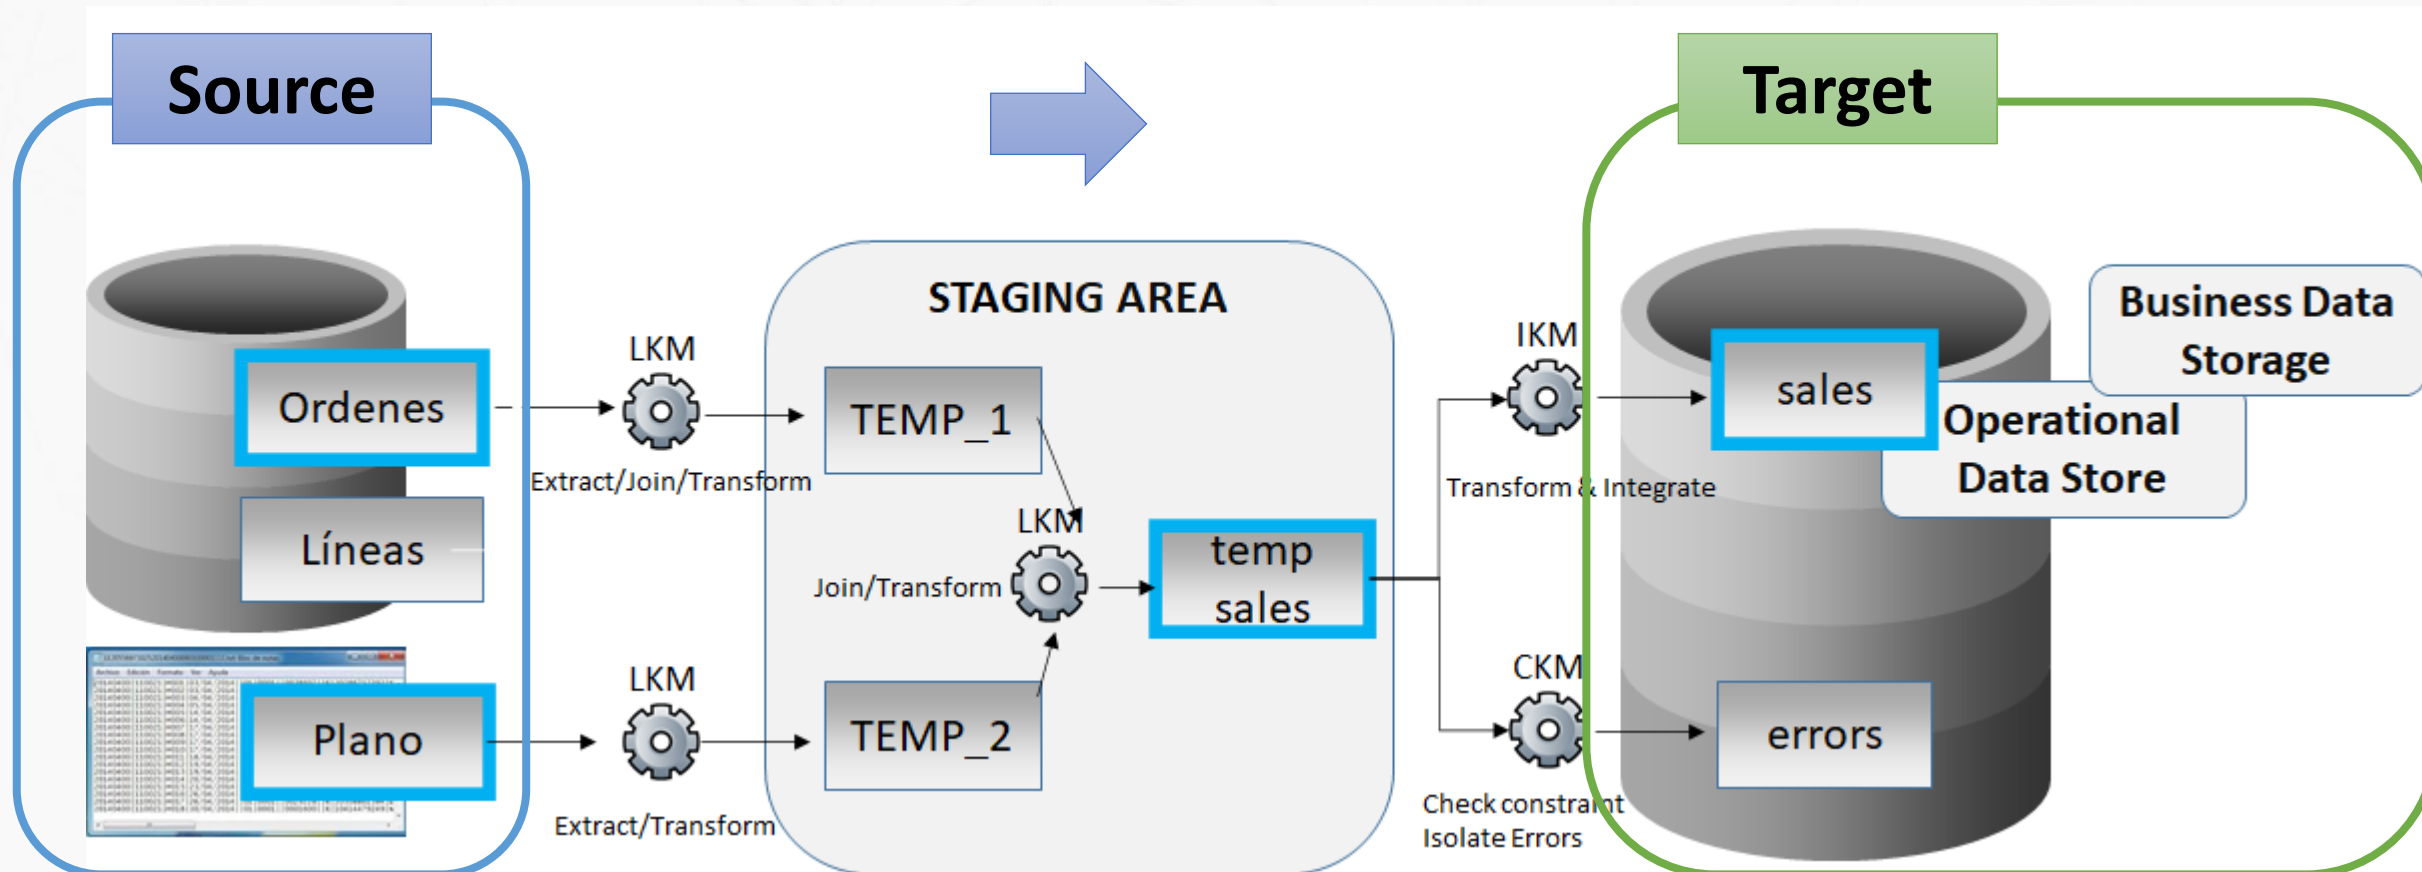 Source
Target
STAGING AREA
Business Data
Storage
LKM
IKM
Ordenes
TEMP_1
sales
Operational
Data Store
Extract/Join/Transform
Transform & Integrate
Líneas
LKM
Join/Transform
temp
sales
LKM
CKM
Plano
TEMP_2
errors
Extract/Transform
Check constraint
Isolate Errors